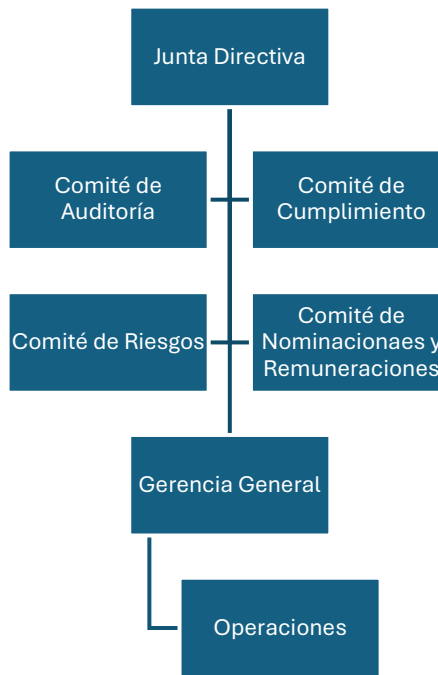 Junta Directiva
Comité de
Auditoría
Comité de
Cumplimiento
Comité de Riesgos
Comité de
Nominacionaes y
Remuneraciones
Gerencia General
Operaciones